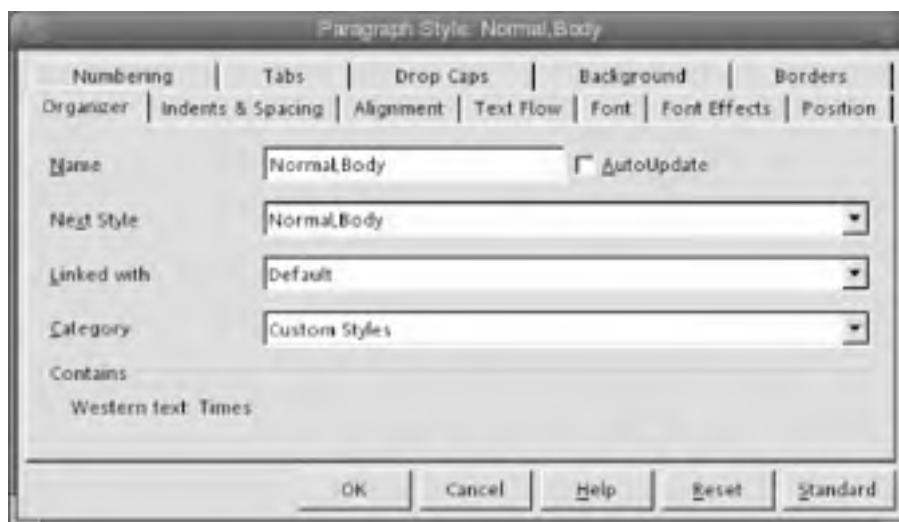 Paragraph Style: Normal,Body
Numbering Tabs Drop Caps Background Borders
Organizer Indents & Spacing Alignment Text Flow Font Font Effects Position
Name Normal,Body AutoUpdate
Next Style Normal,Body
Linked with Default
Category Custom Styles
Contains
Western text: Times
OK Cancel Help Reset Standard